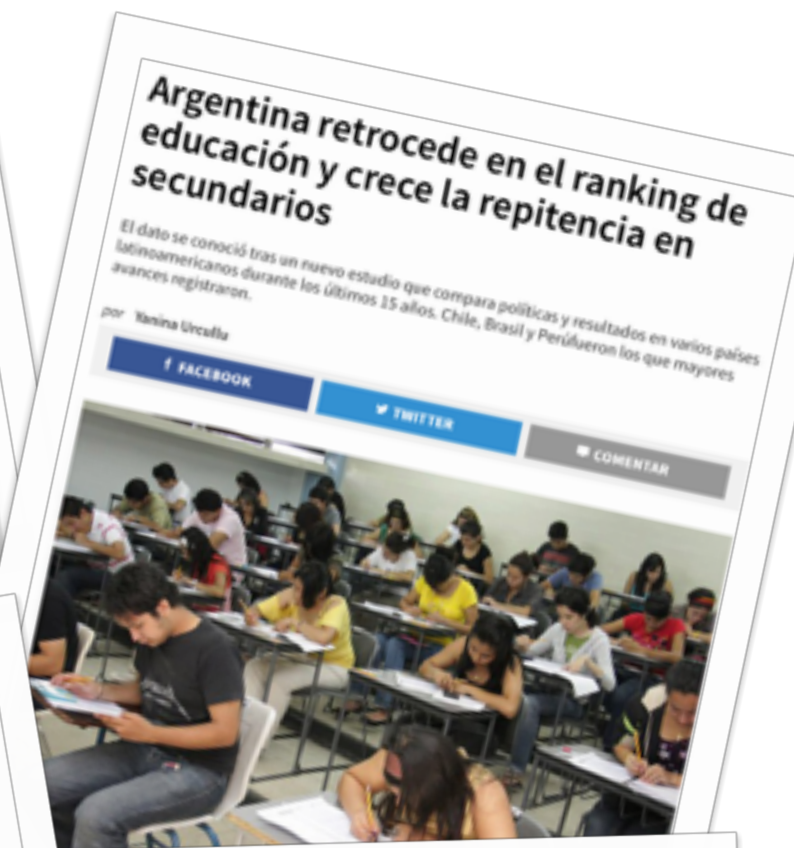 Argentina retrocede en el ranking de
educación y crece la repitencia en
secundarios
El dato se conoció tras un nuevo estudio que compara políticas y resultados en varios países
latinoamericanos durante los últimos 15 años. Chile, Brasil y Perúfueron los que mayores
avances registraron.
por Yanina Urcullu
f FACEBOOK
TWITTER
COMENTAR